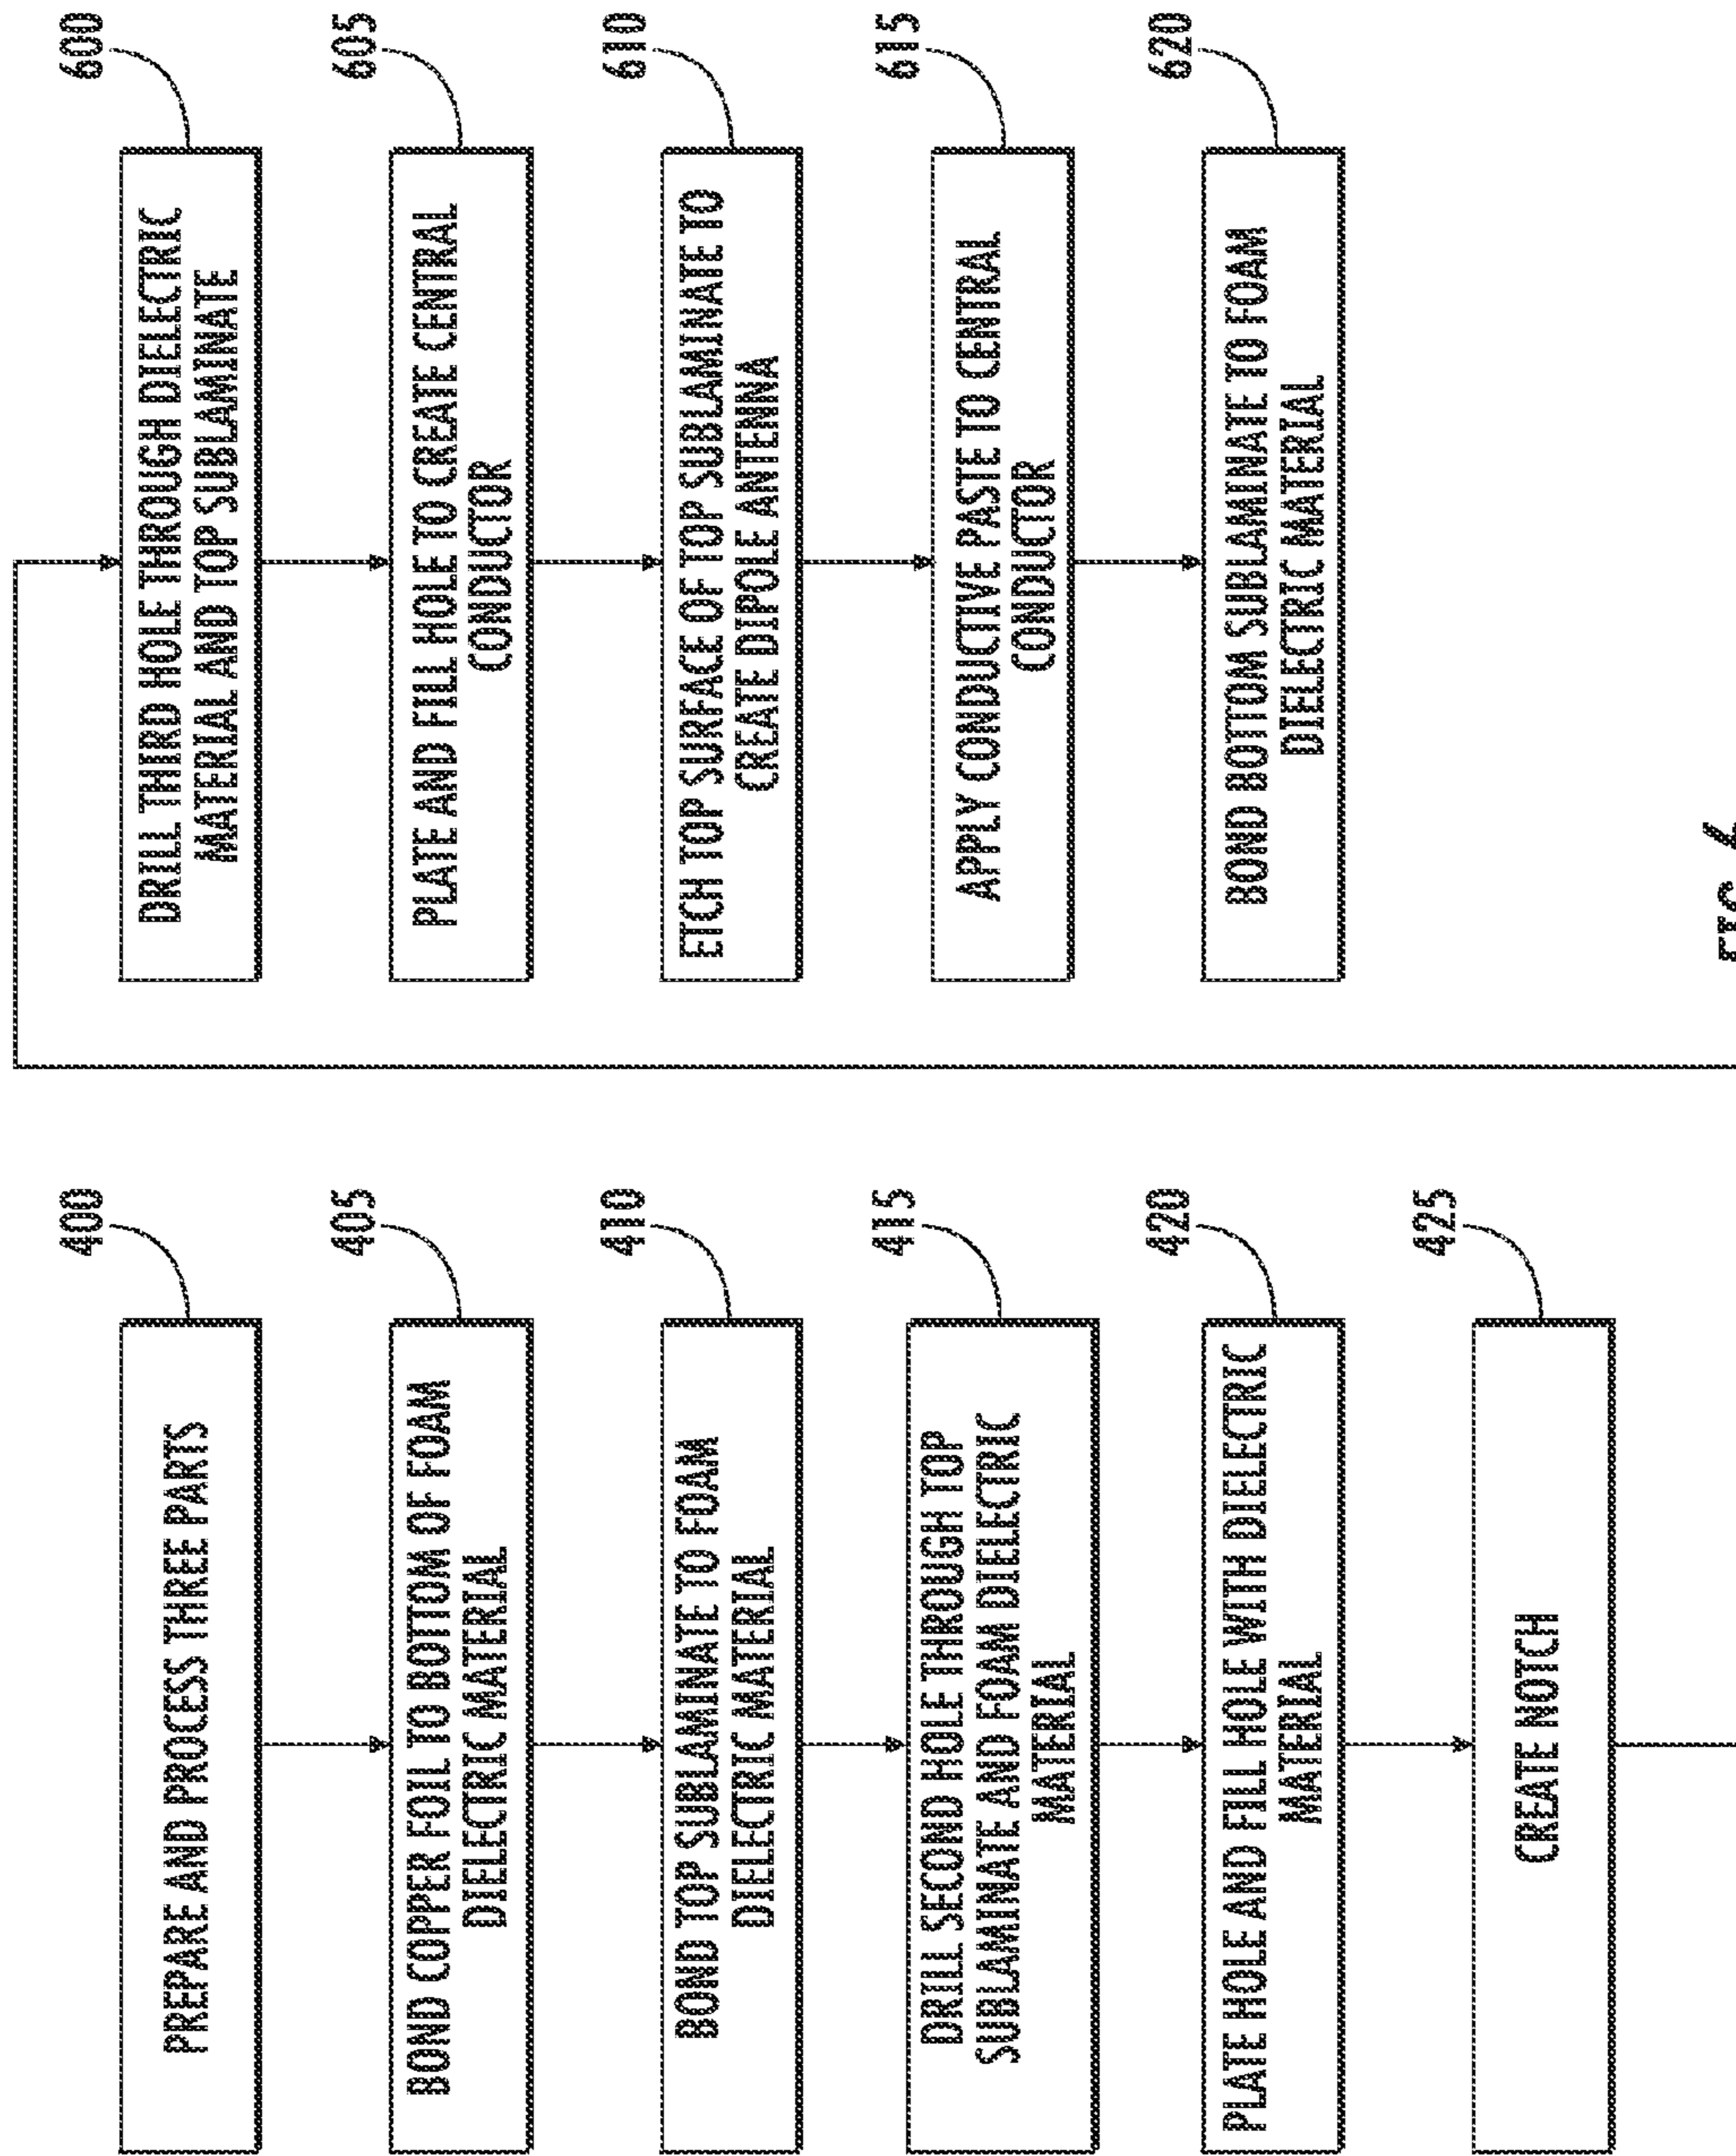 400
PREPARE AND PROCESS THREE PARTS
405
BOND COPPER FOIL TO BOTTOM OF FOAM
DIELECTRIC MATERIAL
410
BOND TOP SUBLAMINATE TO FOAM
DIELECTRIC MATERIAL
415
DRILL SECOND HOLE THROUGH TOP
SUBLAMINATE AND FOAM DIELECTRIC
MATERIAL
420
PLATE HOLE AND FILL HOLE WITH DIELECTRIC
MATERIAL
425
CREATE NOTCH
600
DRILL THIRD HOLE THROUGH DIELECTRIC
MATERIAL AND TOP SUBLAMINATE
605
PLATE AND FILL HOLE TO CREATE CENTRAL
CONDUCTOR
610
ETCH TOP SURFACE OF TOP SUBLAMINATE TO
CREATE DIPOLE ANTENNA
615
APPLY CONDUCTIVE PASTE TO CENTRAL
CONDUCTOR
620
BOND BOTTOM SUBLAMINATE TO FOAM
DIELECTRIC MATERIAL
FIG. 6